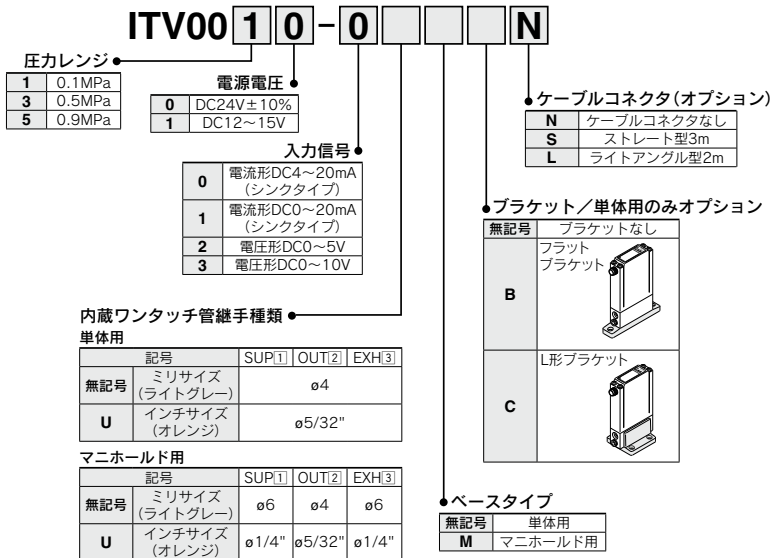 ITV00 1 0 - 0 N
圧力レンジ
1 0.1MPa
3 0.5MPa
5 0.9MPa
電源電圧
0 DC24V±10%
1 DC12～15V
入力信号
0 電流形DC4～20mA
(シンクタイプ)
1 電流形DC0～20mA
(シンクタイプ)
2 電圧形DC0～5V
3 電圧形DC0～10V
内蔵ワンタッチ管継手種類
単体用
記号 SUP1 OUT2 EXH3
無記号 ミリサイズ
(ライトグレー) ø4
U インチサイズ
(オレンジ) ø5/32"
マニホールド用
記号 SUP1 OUT2 EXH3
無記号 ミリサイズ
(ライトグレー) ø6 ø4 ø6
U インチサイズ
(オレンジ) ø1/4" ø5/32" ø1/4"
ケーブルコネクタ(オプション)
N ケーブルコネクタなし
S ストレート型3m
L ライトアングル型2m
ブラケット／単体用のみオプション
無記号 ブラケットなし
B フラット
ブラケット
C L形ブラケット
ベースタイプ
無記号 単体用
M マニホールド用